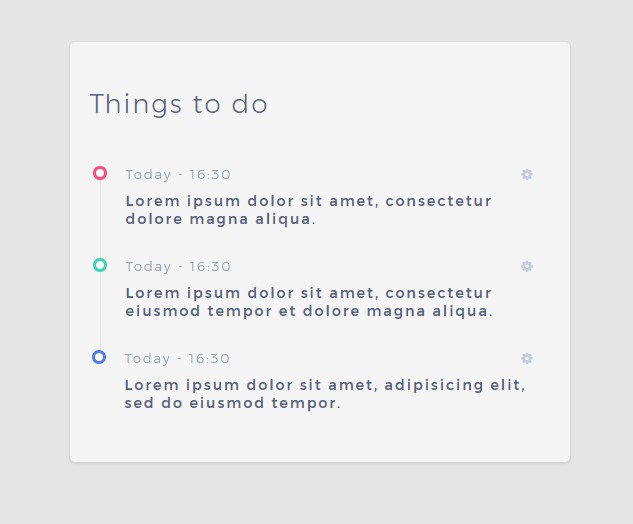 Things to do
Today - 16:30
Lorem ipsum dolor sit amet, consectetur
dolore magna aliqua.
Today - 16:30
Lorem ipsum dolor sit amet, consectetur
eiusmod tempor et dolore magna aliqua.
Today - 16:30
Lorem ipsum dolor sit amet, adipisicing elit,
sed do eiusmod tempor.